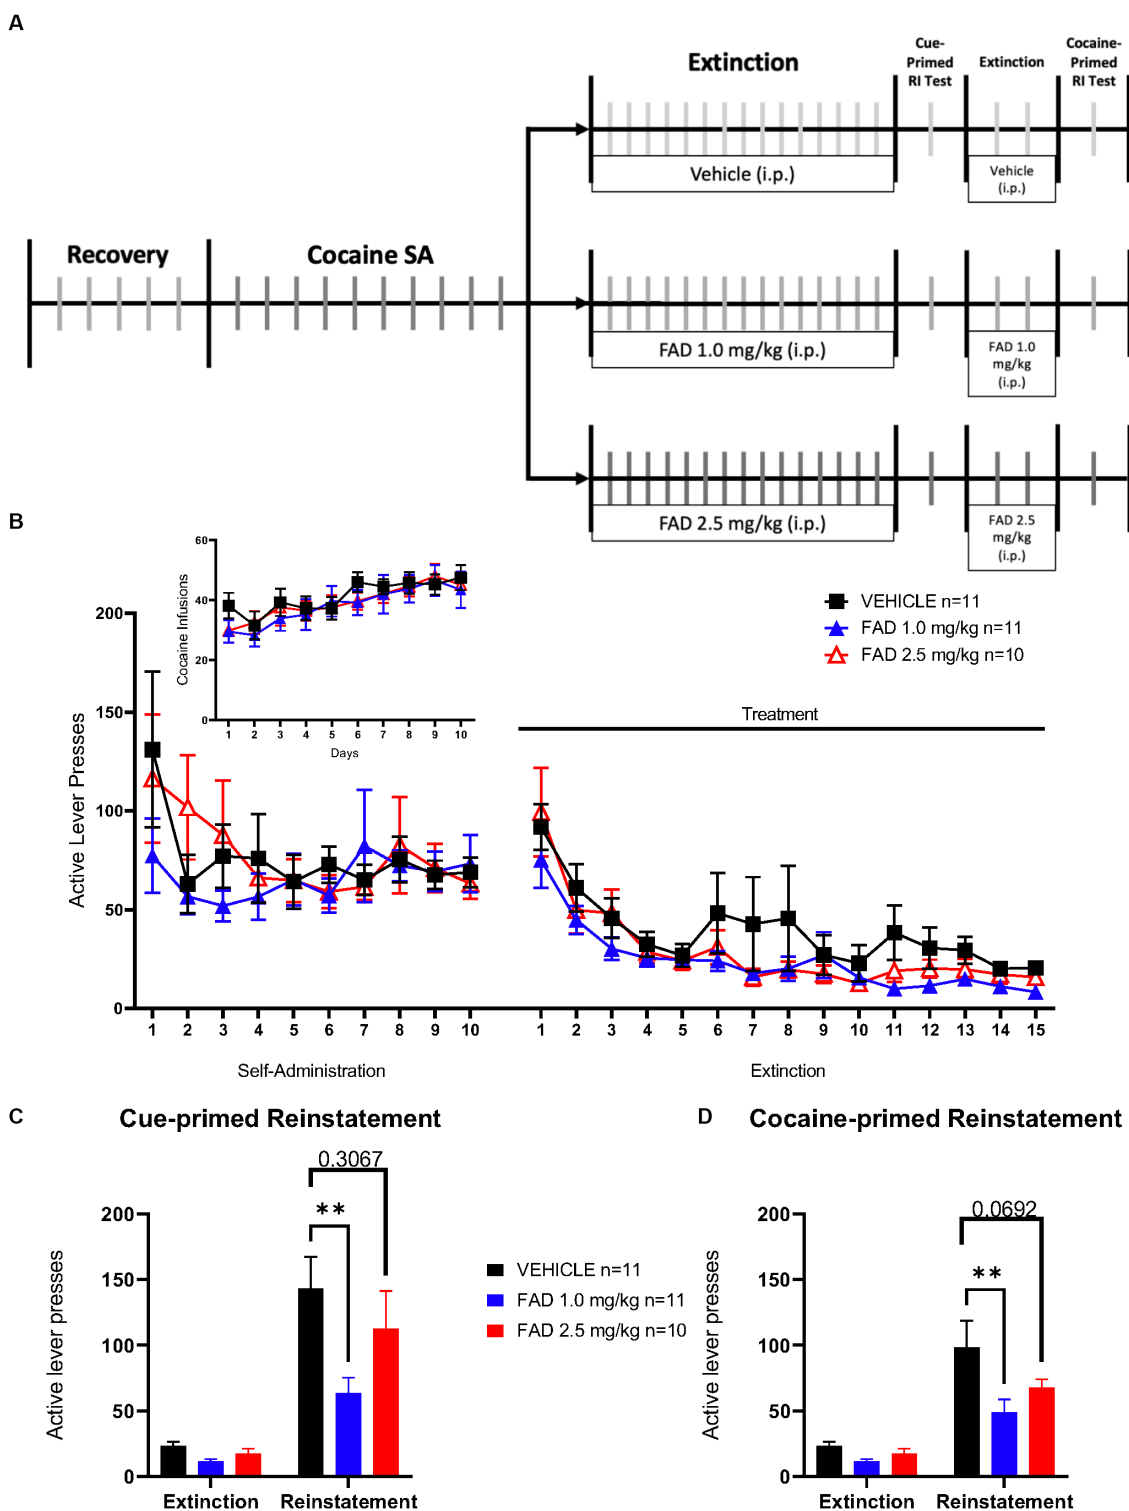 A
Extinction
Cue-
Primed
RI Test
Extinction
Cocaine-
Primed
RI Test
Vehicle (i.p.)
Vehicle
(i.p.)
Recovery
Cocaine SA
FAD 1.0 mg/kg (i.p.)
FAD 1.0
mg/kg
(i.p.)
FAD 2.5 mg/kg (i.p.)
FAD 2.5
mg/kg
(i.p.)
B
60
40
20
0
Cocaine Infusions
1 2 3 4 5 6 7 8 9 10
Days
VEHICLE n=11
FAD 1.0 mg/kg n=11
FAD 2.5 mg/kg n=10
Treatment
200
150
100
50
0
Active Lever Presses
1 2 3 4 5 6 7 8 9 10
Self-Administration
1 2 3 4 5 6 7 8 9 10 11 12 13 14 15
Extinction
C
Cue-primed Reinstatement
0.3067
**
200
150
100
50
0
Active lever presses
Extinction Reinstatement
VEHICLE n=11
FAD 1.0 mg/kg n=11
FAD 2.5 mg/kg n=10
D
Cocaine-primed Reinstatement
0.0692
**
200
150
100
50
0
Active lever presses
Extinction Reinstatement